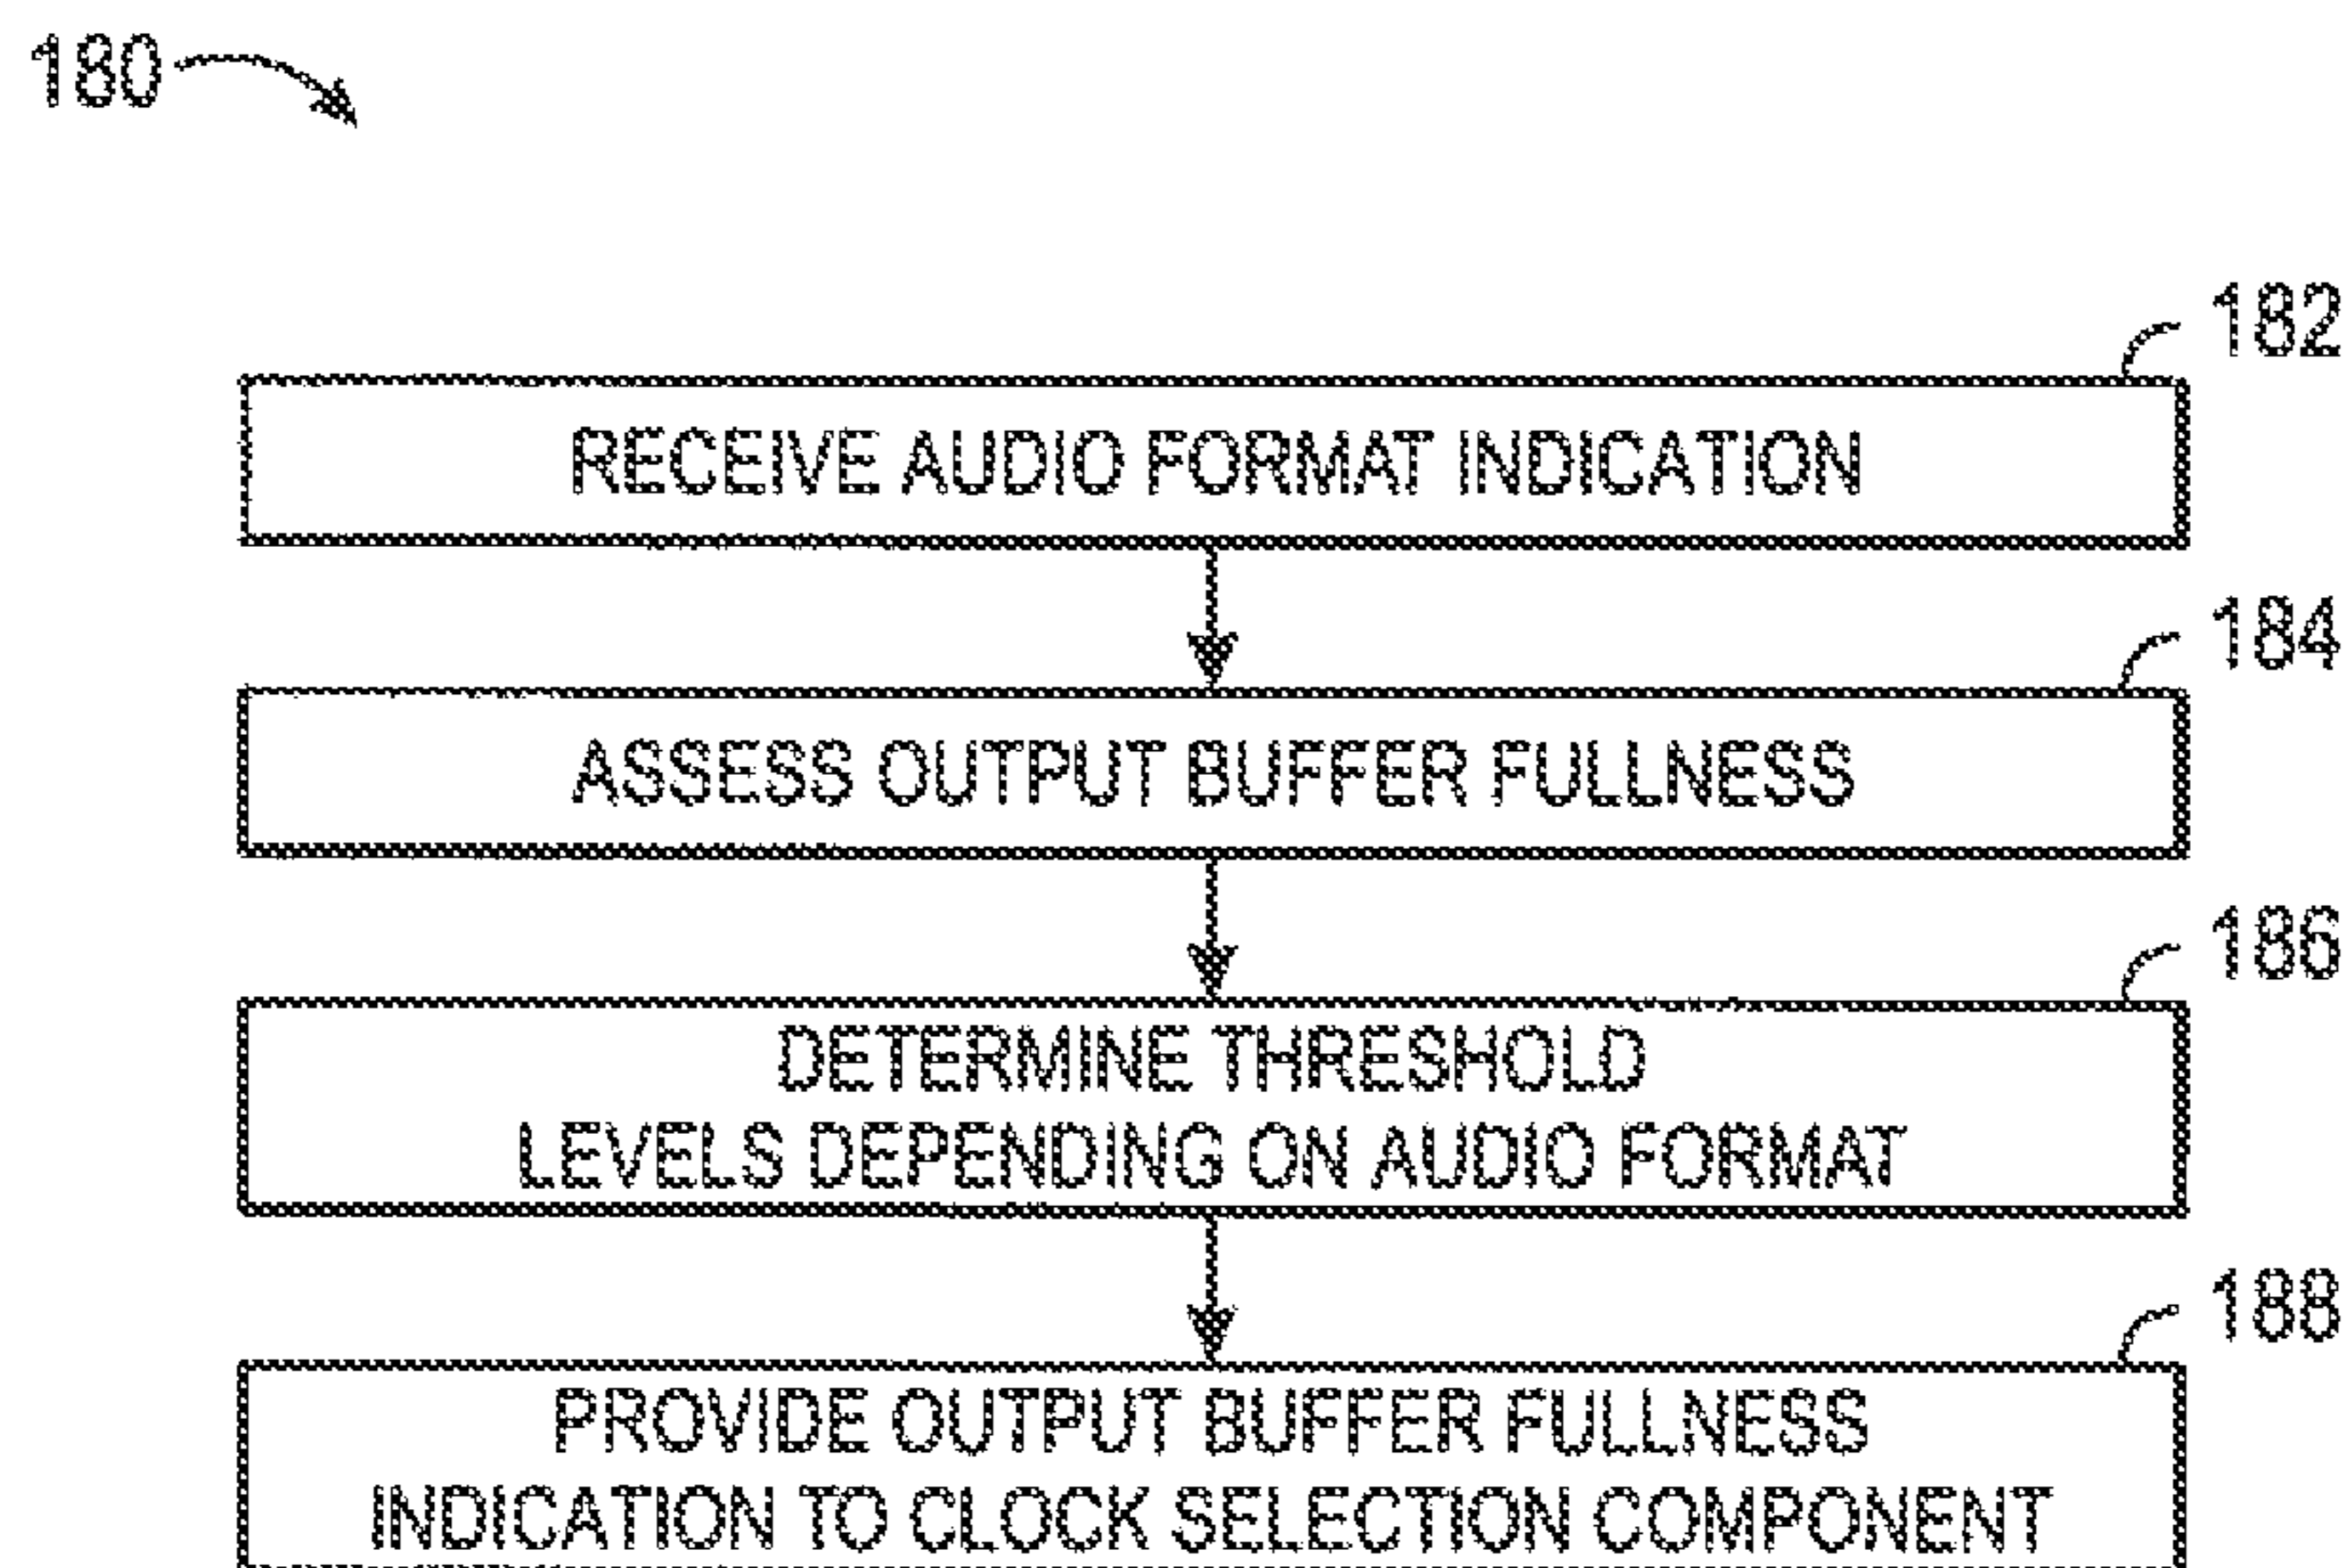 180
182
RECEIVE AUDIO FORMAT INDICATION
184
ASSESS OUTPUT BUFFER FULLNESS
186
DETERMINE THRESHOLD
LEVELS DEPENDING ON AUDIO FORMAT
188
PROVIDE OUTPUT BUFFER FULLNESS
INDICATION TO CLOCK SELECTION COMPONENT